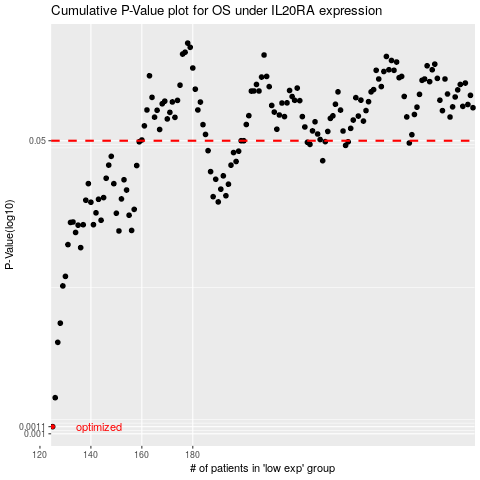 Cumulative P-Value plot for OS under IL20RA expression
P-Value(log10)
0.05
0.0011
0.001
optimized
120 140 160 180
# of patients in 'low exp' group